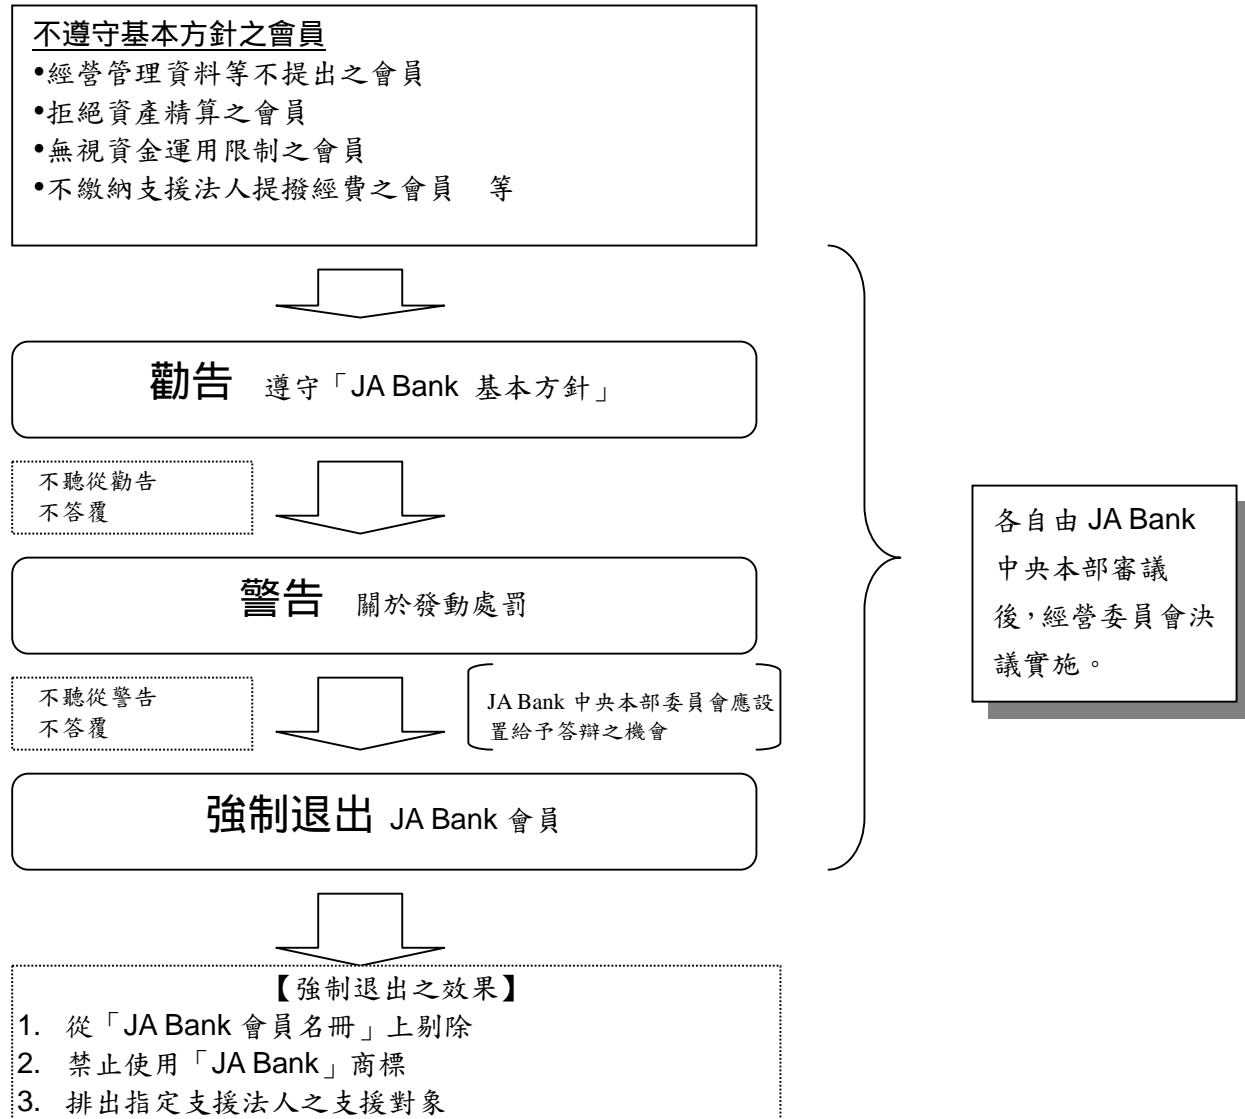 不遵守基本方針之會員
•經營管理資料等不提出之會員
•拒絕資產精算之會員
•無視資金運用限制之會員
•不繳納支援法人提撥經費之會員 等
勸告 遵守「JA Bank 基本方針」
不聽從勸告
不答覆
警告 關於發動處罰
不聽從警告
不答覆
JA Bank 中央本部委員會應設
置給予答辯之機會
強制退出 JA Bank 會員
各自由 JA Bank
中央本部審議
後，經營委員會決
議實施。
【強制退出之效果】
1. 從「JA Bank 會員名冊」上剔除
2. 禁止使用「JA Bank」商標
3. 排出指定支援法人之支援對象